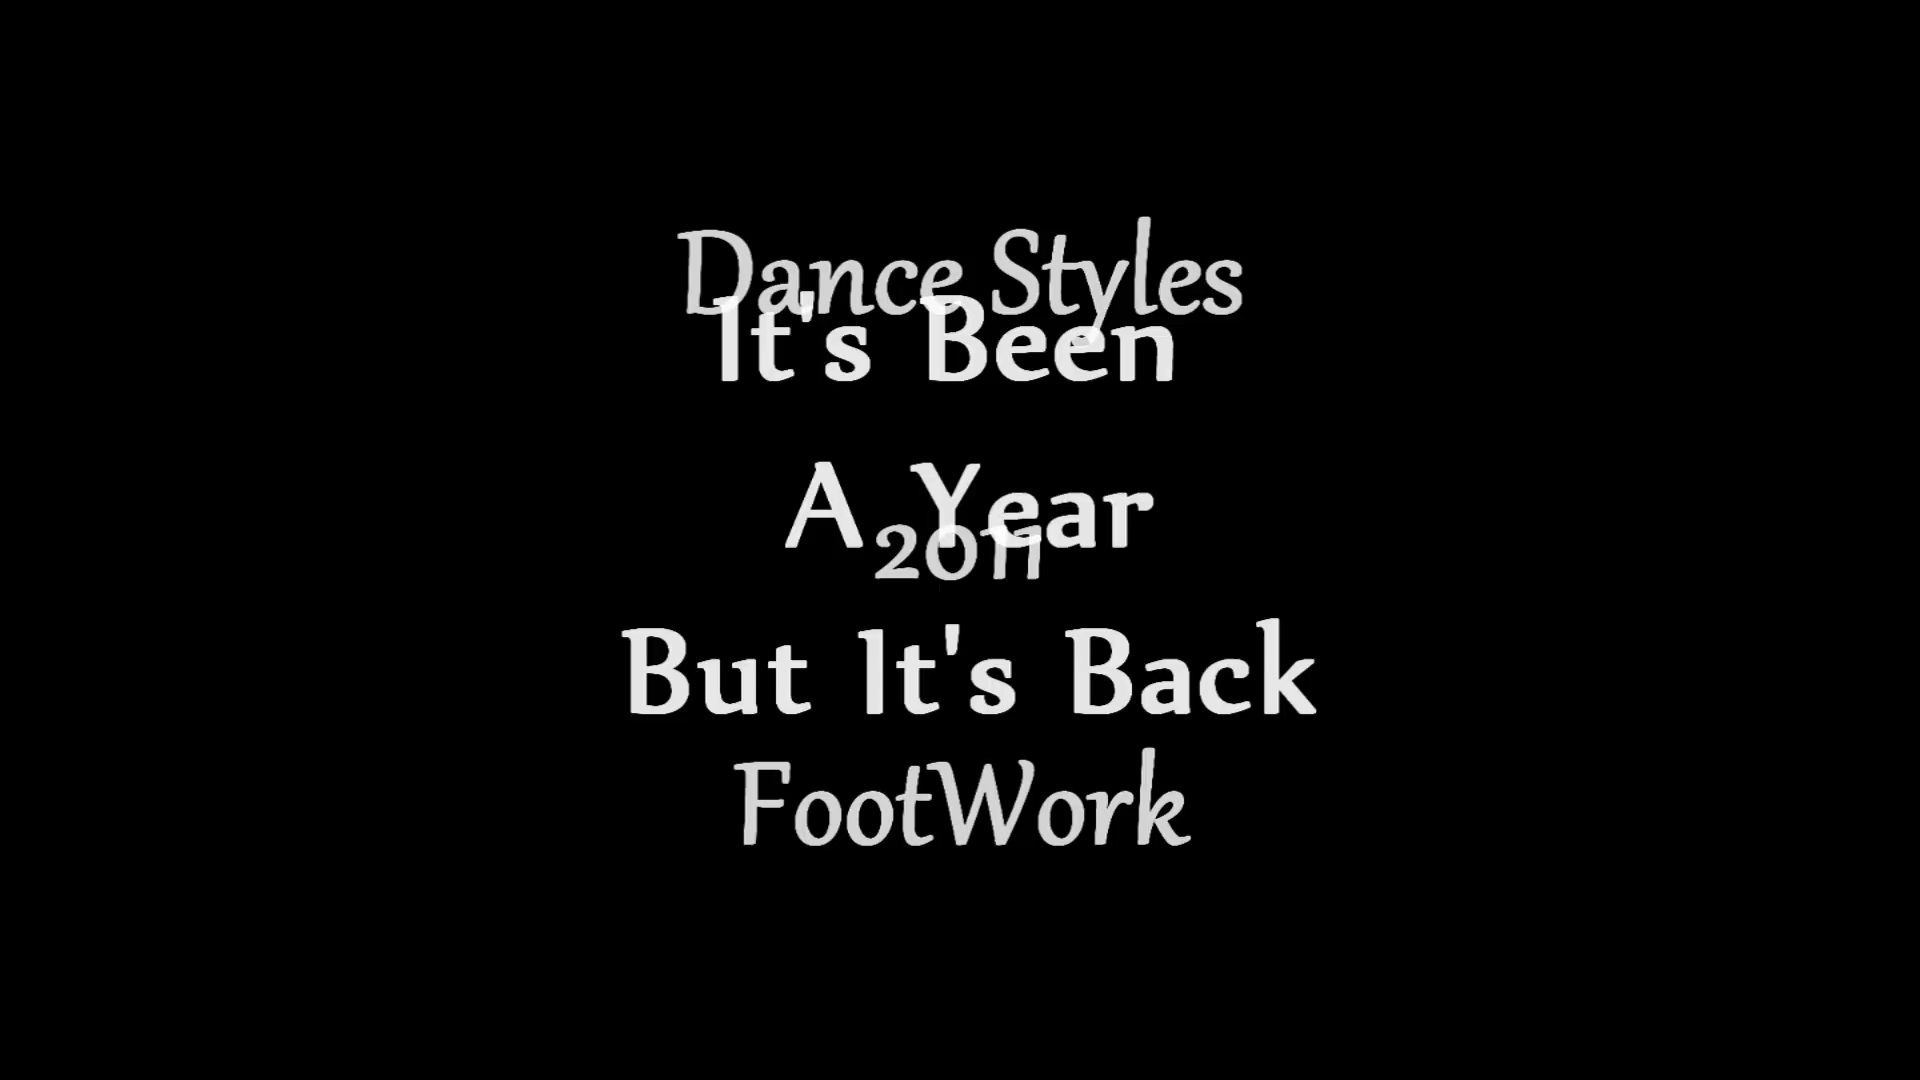 Dance Styles
It's Been
A Year
2011
But It's Back
FootWork